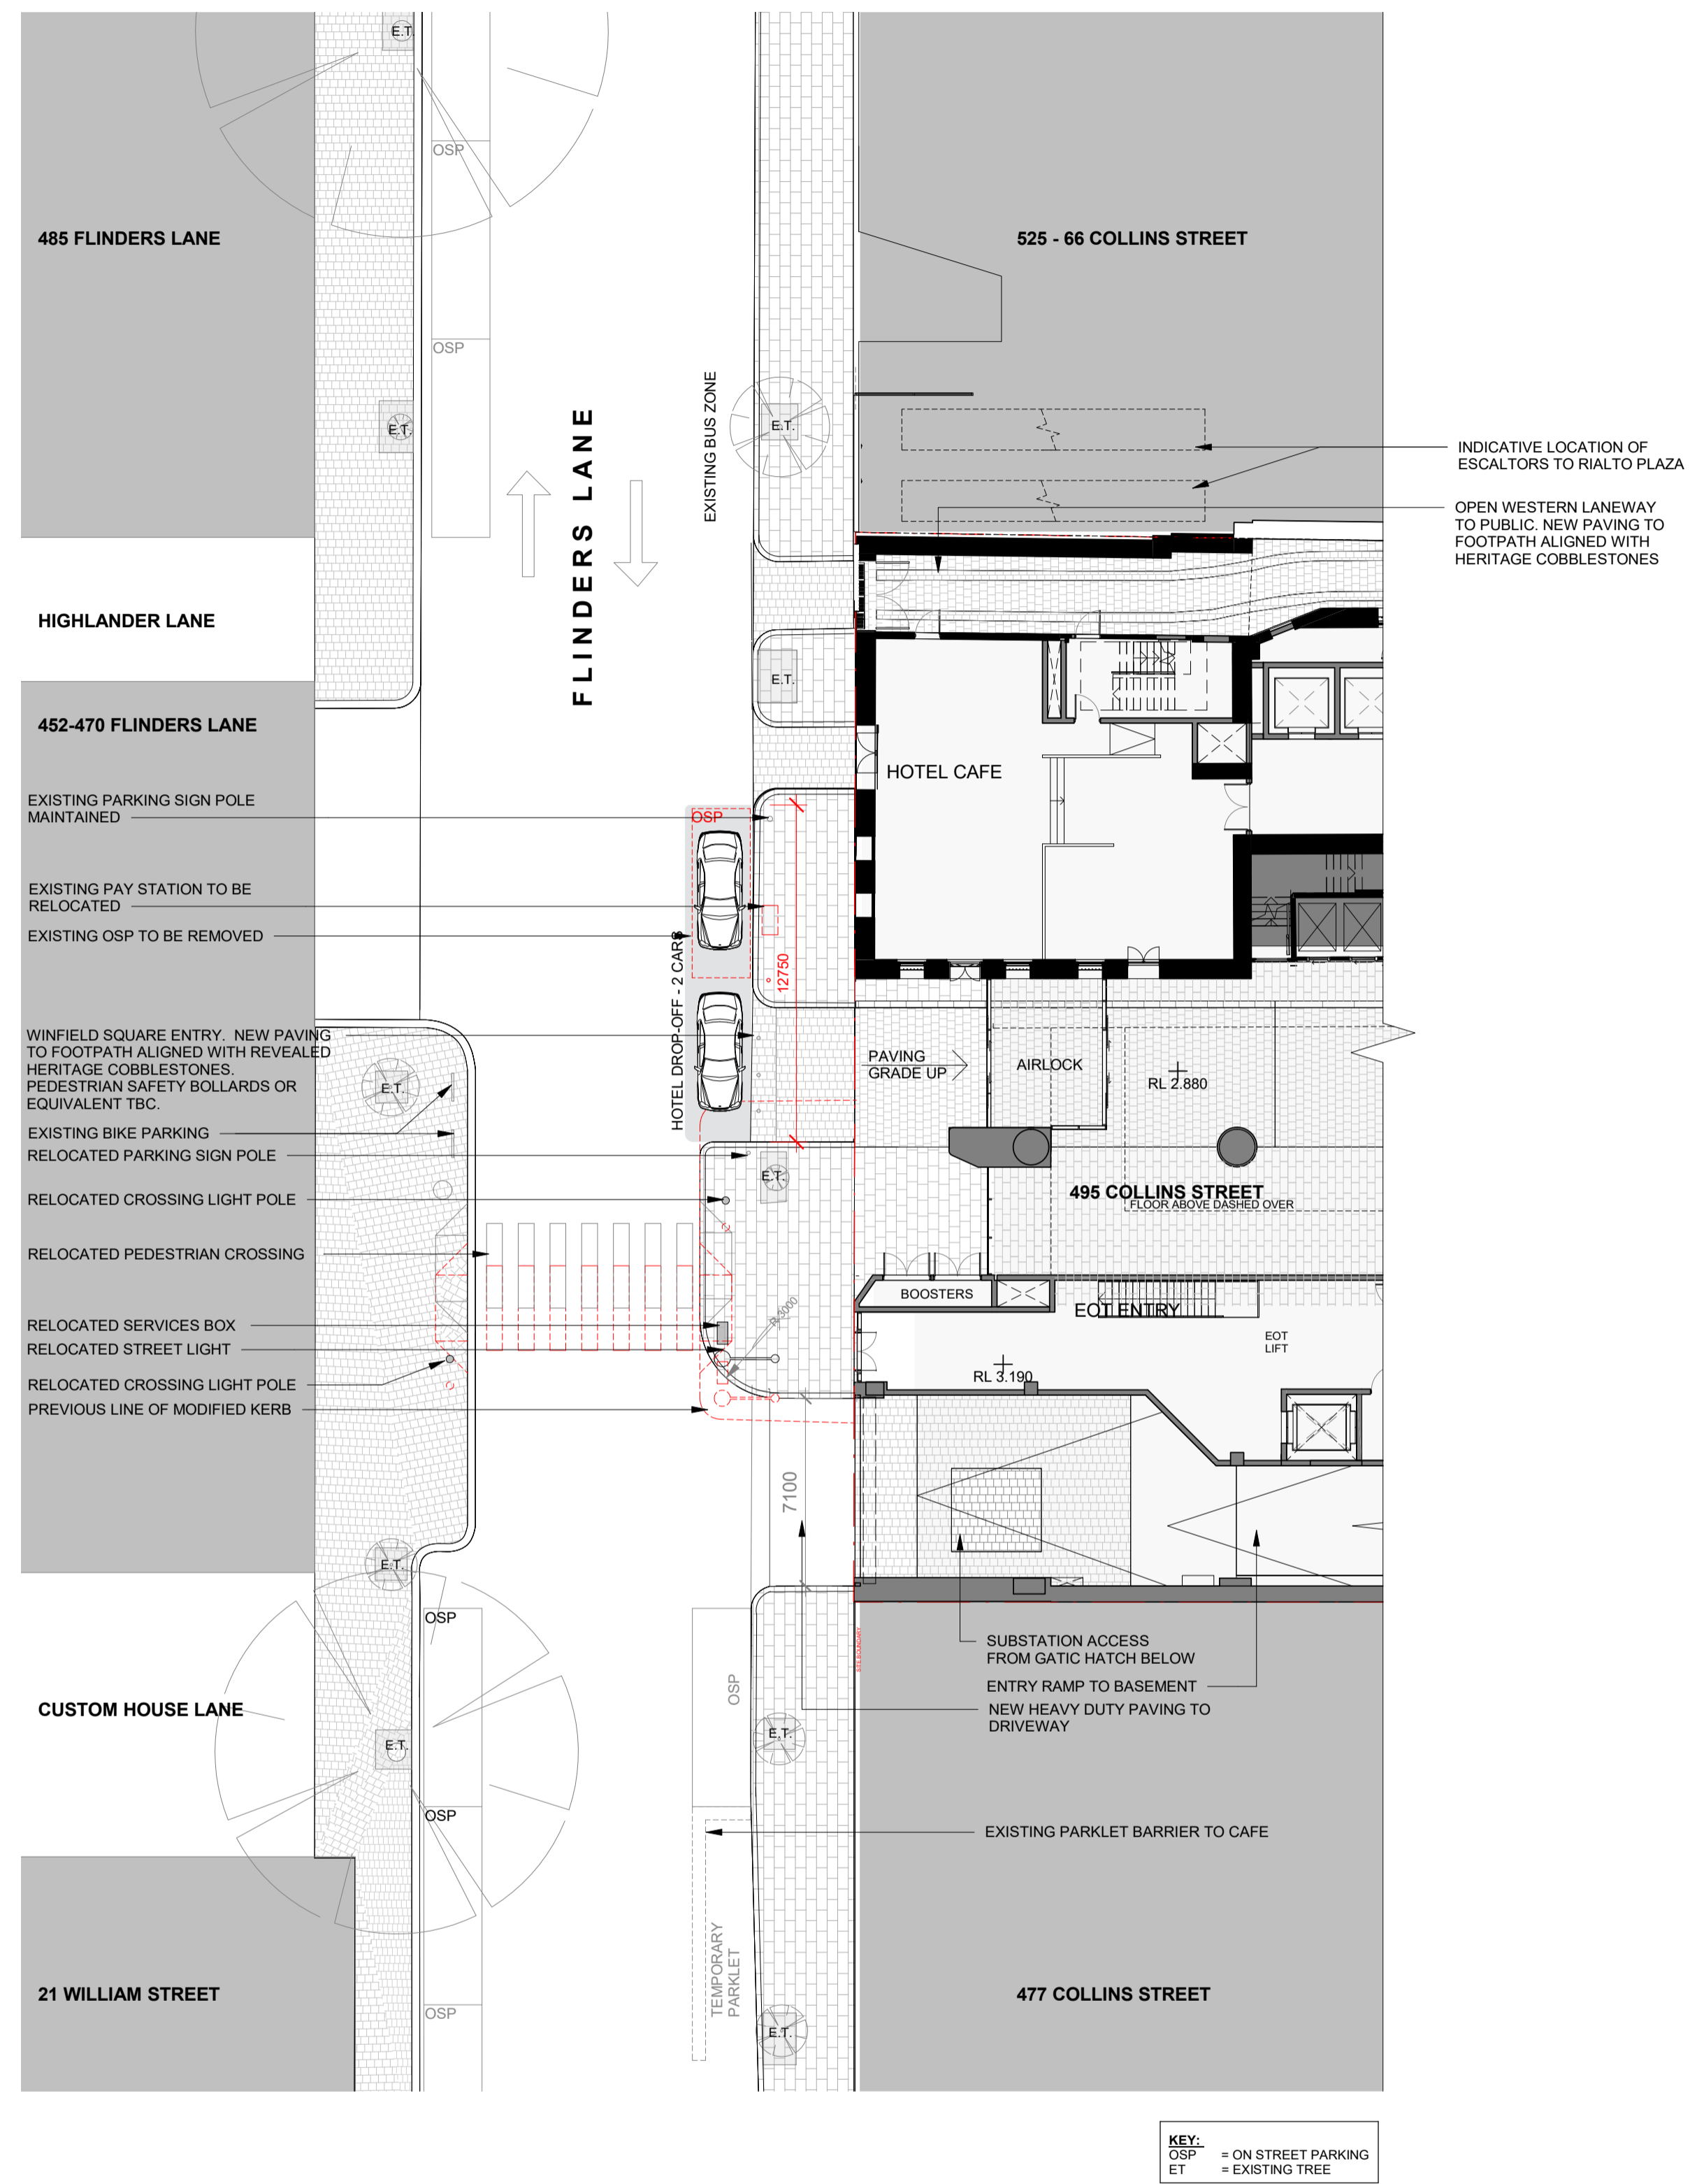 E.T.
OSP
485 FLINDERS LANE
525 - 66 COLLINS STREET
OSP
EXISTING BUS ZONE
E.T.
E.T.
FLINDERS LANE
INDICATIVE LOCATION OF
ESCALTORS TO RIALTO PLAZA
OPEN WESTERN LANEWAY
TO PUBLIC. NEW PAVING TO
FOOTPATH ALIGNED WITH
HERITAGE COBBLESTONES
HIGHLANDER LANE
E.T.
452-470 FLINDERS LANE
HOTEL CAFE
EXISTING PARKING SIGN POLE
MAINTAINED
OSP
EXISTING PAY STATION TO BE
RELOCATED
EXISTING OSP TO BE REMOVED
HOTEL DROP-OFF - 2 CARS
12750
WINFIELD SQUARE ENTRY. NEW PAVING
TO FOOTPATH ALIGNED WITH REVEALED
HERITAGE COBBLESTONES.
PEDESTRIAN SAFETY BOLLARDS OR
EQUIVALENT TBC.
E.T.
PAVING
GRADE UP
AIRLOCK
RL 2.880
EXISTING BIKE PARKING
RELOCATED PARKING SIGN POLE
E.T.
RELOCATED CROSSING LIGHT POLE
495 COLLINS STREET
FLOOR ABOVE DASHED OVER
RELOCATED PEDESTRIAN CROSSING
BOOSTERS
EOT ENTRY
R 3000
RELOCATED SERVICES BOX
RELOCATED STREET LIGHT
EOT
LIFT
RL 3.190
RELOCATED CROSSING LIGHT POLE
PREVIOUS LINE OF MODIFIED KERB
7100
E.T.
OSP
SITE BOUNDARY
SUBSTATION ACCESS
FROM GATIC HATCH BELOW
OSP
ENTRY RAMP TO BASEMENT
CUSTOM HOUSE LANE
NEW HEAVY DUTY PAVING TO
DRIVEWAY
E.T.
E.T.
OSP
EXISTING PARKLET BARRIER TO CAFE
TEMPORARY
PARKLET
21 WILLIAM STREET
477 COLLINS STREET
OSP
E.T.
KEY:
OSP = ON STREET PARKING
ET = EXISTING TREE